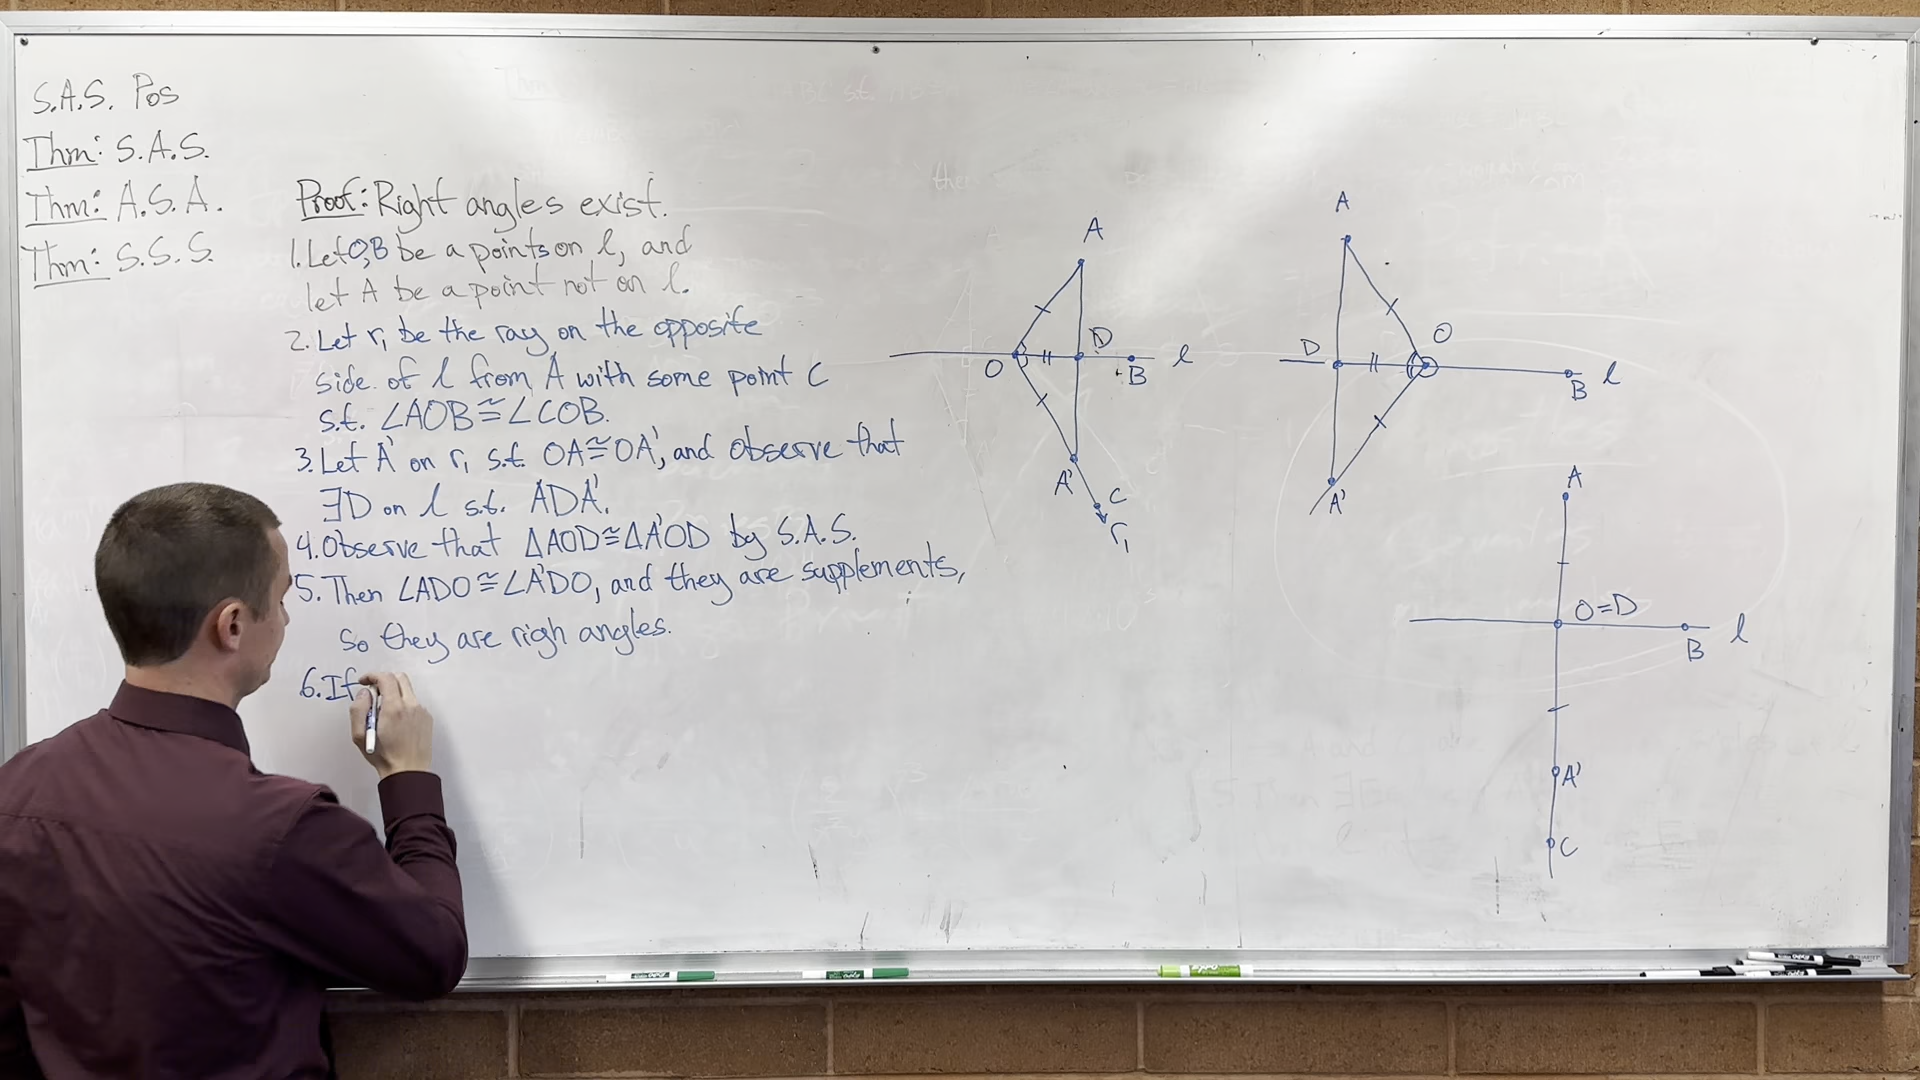 S.A.S. Pos
Thm: S.A.S.
Thm: A.S.A.
Thm: S.S.S.
Proof: Right angles exist.
1. Let O,B be a points on l, and
let A be a point not on l.
2. Let r₁ be the ray on the opposite
side of l from A with some point C
s.t. ∠AOB≅∠COB.
3. Let A' on r₁ s.t. OA≅OA', and observe that
∃D on l s.t. ADA'.
4. Observe that ΔAOD≅ΔA'OD by S.A.S.
5. Then ∠ADO≅∠A'DO, and they are supplements,
so they are righ angles.
6. If
A
O
D
B
l
A'
C
r₁
A
D
O
B
l
A'
A
O=D
B
l
A'
C